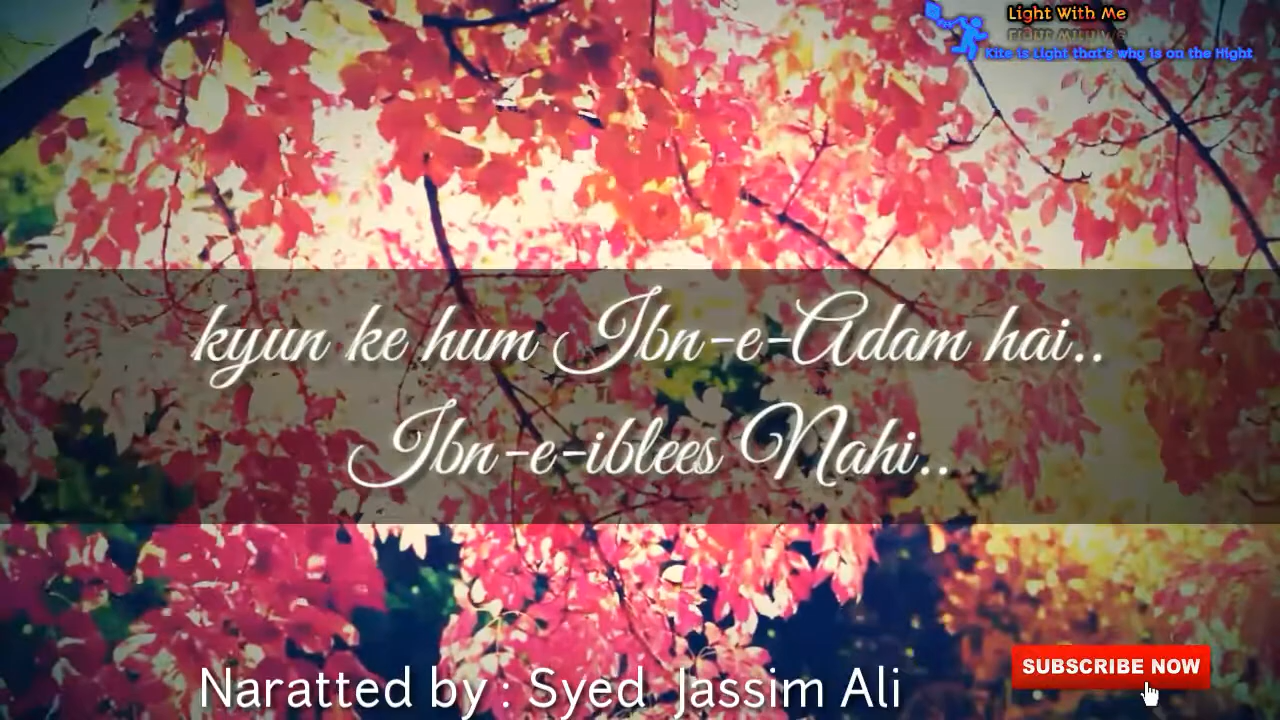 Light With Me
Kite is Light that's why is on the Hight
kyun ke hum Ibn-e-Adam hai..
Ibn-e-iblees Nahi..
Naratted by : Syed Jassim Ali
SUBSCRIBE NOW